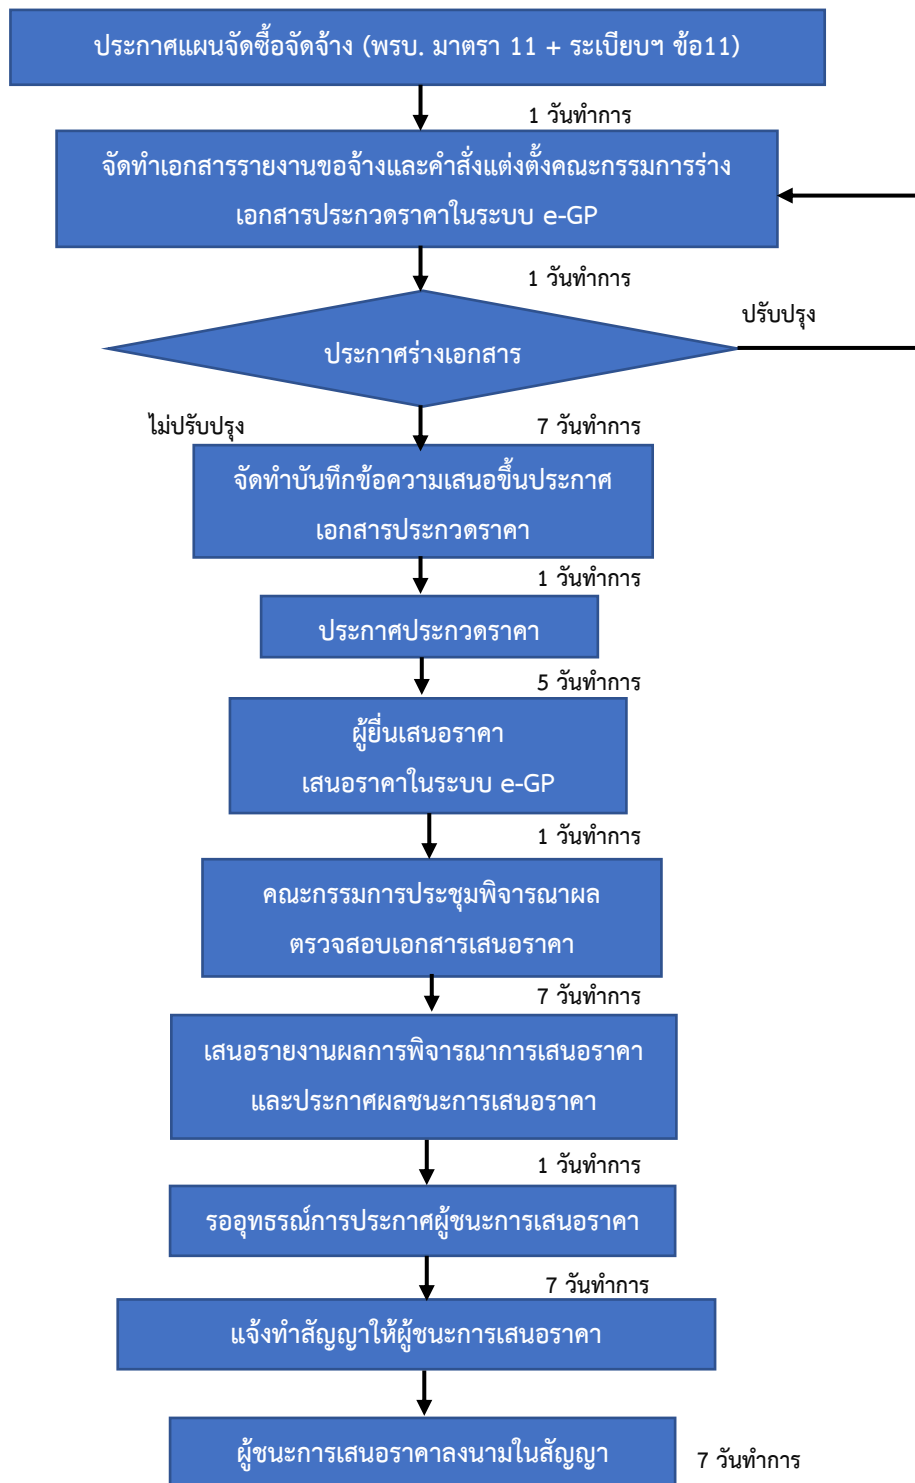 ประกาศแผนจัดซื้อจัดจ้าง (พรบ. มาตรา 11 + ระเบียบฯ ข้อ11)
1 วันทำการ
จัดทำเอกสารรายงานขอจ้างและคำสั่งแต่งตั้งคณะกรรมการร่าง
เอกสารประกวดราคาในระบบ e-GP
1 วันทำการ
ปรับปรุง
ประกาศร่างเอกสาร
ไม่ปรับปรุง
7 วันทำการ
จัดทำบันทึกข้อความเสนอขึ้นประกาศ
เอกสารประกวดราคา
1 วันทำการ
ประกาศประกวดราคา
5 วันทำการ
ผู้ยื่นเสนอราคา
เสนอราคาในระบบ e-GP
1 วันทำการ
คณะกรรมการประชุมพิจารณาผล
ตรวจสอบเอกสารเสนอราคา
7 วันทำการ
เสนอรายงานผลการพิจารณาการเสนอราคา
และประกาศผลชนะการเสนอราคา
1 วันทำการ
รออุทธรณ์การประกาศผู้ชนะการเสนอราคา
7 วันทำการ
แจ้งทำสัญญาให้ผู้ชนะการเสนอราคา
ผู้ชนะการเสนอราคาลงนามในสัญญา
7 วันทำการ